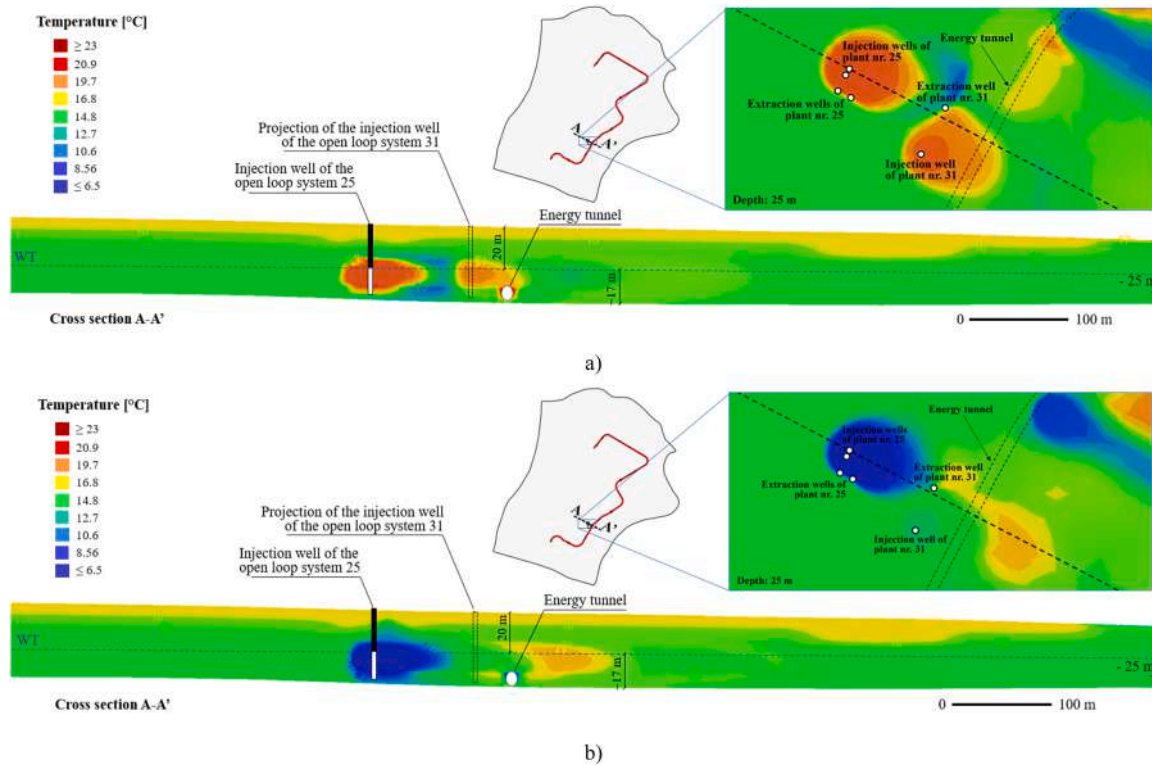 Temperature [°C]
≥ 23
20.9
19.7
16.8
14.8
12.7
10.6
8.56
≤ 6.5
Projection of the injection well
of the open loop system 31
Injection well of the
open loop system 25
A
A'
Energy tunnel
Injection wells of
plant nr. 25
Extraction wells of
plant nr. 25
Energy tunnel
Extraction well
of plant nr. 31
Injection well of
plant nr. 31
Depth: 25 m
WT
20 m
~17 m
- 25 m
Cross section A-A'
0 100 m
a)
Temperature [°C]
≥ 23
20.9
19.7
16.8
14.8
12.7
10.6
8.56
≤ 6.5
Projection of the injection well
of the open loop system 31
Injection well of the
open loop system 25
A
A'
Energy tunnel
Injection wells
of plant nr. 25
Extraction wells of
plant nr. 25
Energy tunnel
Extraction well
of plant nr. 31
Injection well of
plant nr. 31
Depth: 25 m
WT
20 m
~17 m
- 25 m
Cross section A-A'
0 100 m
b)